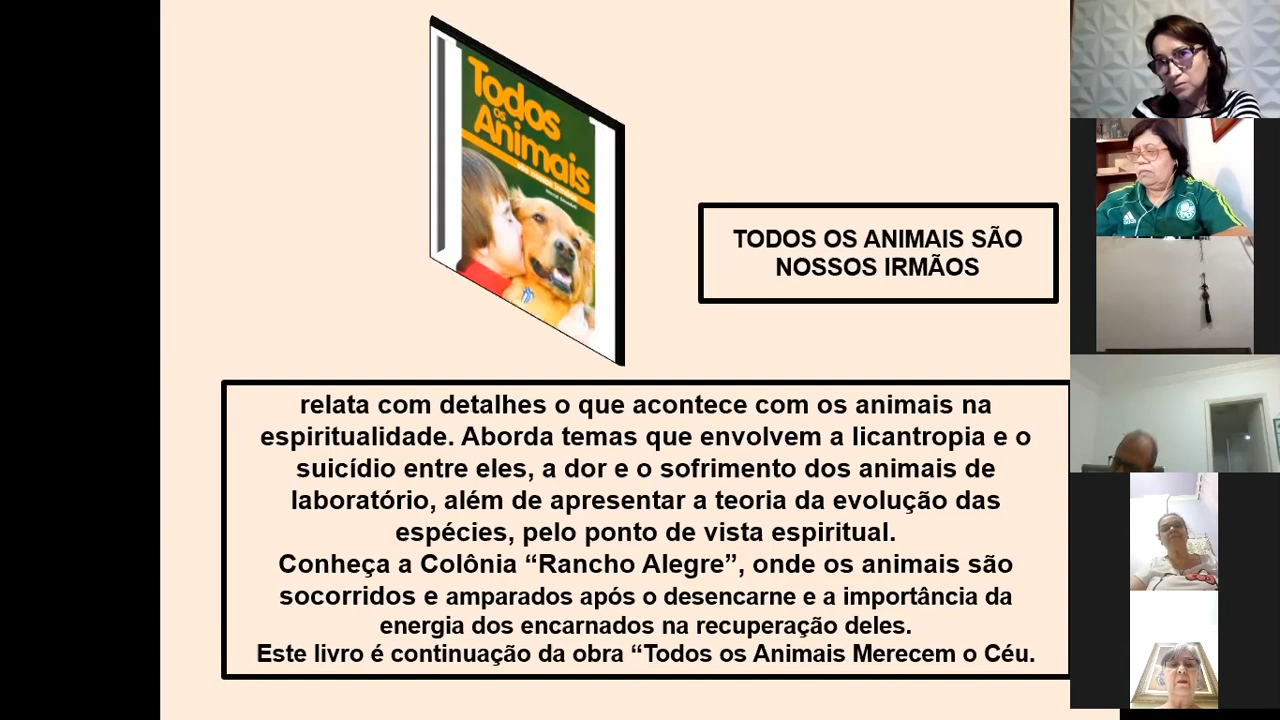 Todos
os
Animais
são nossos irmãos
TODOS OS ANIMAIS SÃO
NOSSOS IRMÃOS
relata com detalhes o que acontece com os animais na
espiritualidade. Aborda temas que envolvem a licantropia e o
suicídio entre eles, a dor e o sofrimento dos animais de
laboratório, além de apresentar a teoria da evolução das
espécies, pelo ponto de vista espiritual.
Conheça a Colônia “Rancho Alegre”, onde os animais são
socorridos e amparados após o desencarne e a importância da
energia dos encarnados na recuperação deles.
Este livro é continuação da obra “Todos os Animais Merecem o Céu.